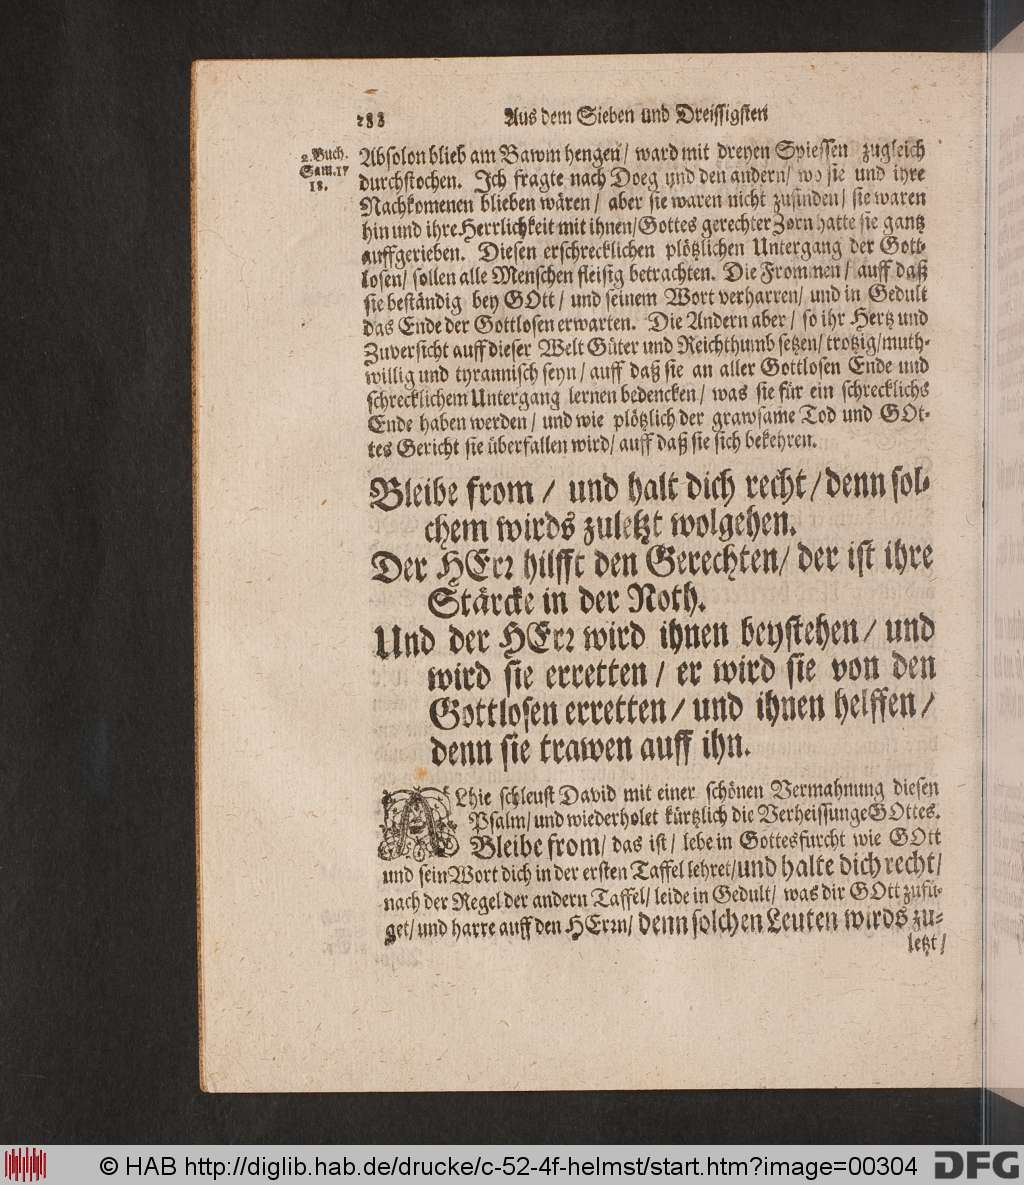 288
Aus dem Sieben und Dreissigsten
2. Buch.
Sam. 17
18.
Absolon blieb am Bawm hengen/ ward mit dreyen Spiessen zugleich
durchstochen. Ich fragte nach Doeg und den andern/ wo sie und ihre
Nachkomenen blieben wären/ aber sie waren nicht zufinden/ sie waren
hin und ihre Herrlichkeit mit ihnen/ Gottes gerechter Zorn hatte sie gantz
auffgerieben. Diesen erschrecklichen plötzlichen Untergang der Gott-
losen/ sollen alle Menschen fleisig betrachten. Die Frommen/ auff daß
sie beständig bey GOtt/ und seinem Wort verharren/ und in Gedult
das Ende der Gottlosen erwarten. Die Andern aber/ so ihr Hertz und
Zuversicht auff dieser Welt Güter und Reichthumb setzen/ trotzig/ muth-
willig und tyrannisch seyn/ auff daß sie an aller Gottlosen Ende und
schrecklichem Untergang lernen bedencken/ was sie für ein schrecklichs
Ende haben werden/ und wie plötzlich der grawsame Tod und GOt-
tes Gericht sie überfallen wird/ auff daß sie sich bekehren.
Bleibe from/ und halt dich recht/ denn sol-
chem wirds zuletzt wolgehen.
Der HErr hilfft den Gerechten/ der ist ihre
Stärcke in der Noth.
Und der HErr wird ihnen beystehen/ und
wird sie erretten/ er wird sie von den
Gottlosen erretten/ und ihnen helffen/
denn sie trawen auff ihn.
ALhie schleust David mit einer schönen Vermahnung diesen
Psalm/ und wiederholet kürtzlich die Verheissunge GOttes.
Bleibe from/ das ist/ lebe in Gottesfurcht wie GOtt
und sein Wort dich in der ersten Taffel lehret/ und halte dich recht/
nach der Regel der andern Taffel/ leide in Gedult/ was dir GOtt zufü-
get/ und harre auff den HErrn/ denn solchen Leuten wirds zu-
letzt/
© HAB http://diglib.hab.de/drucke/c-52-4f-helmst/start.htm?image=00304
DFG